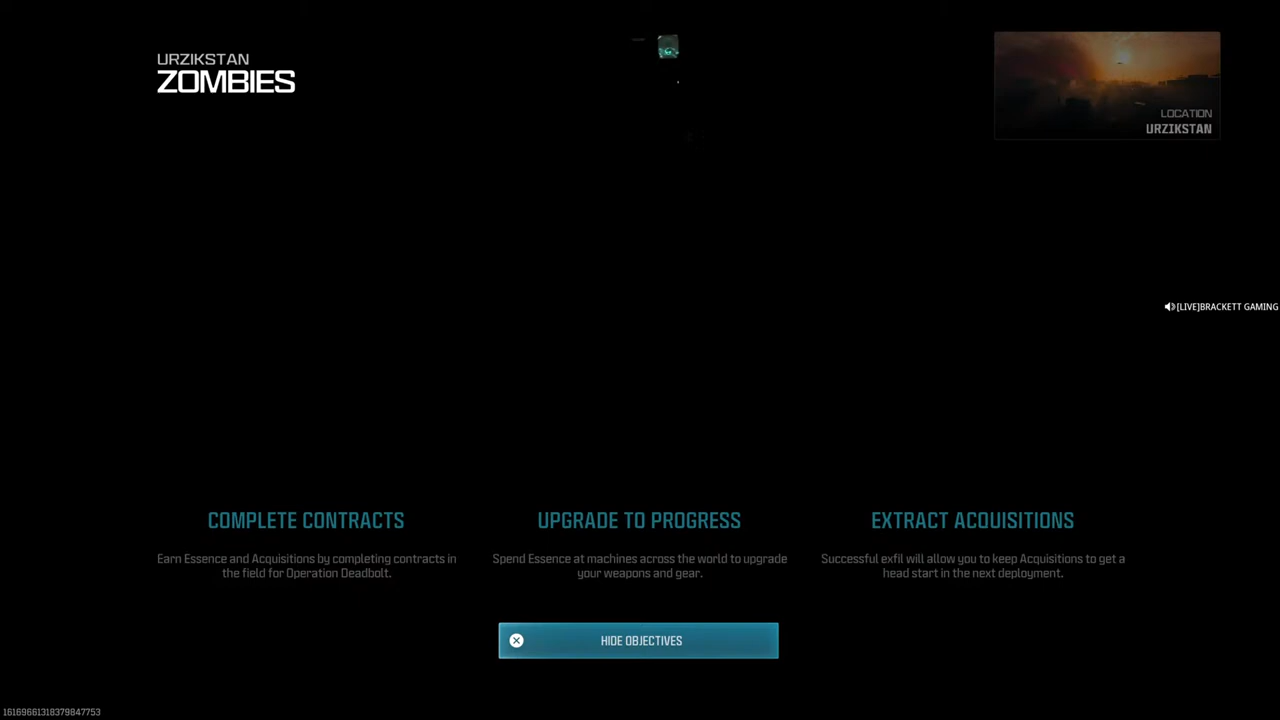 URZIKSTAN
ZOMBIES
LOCATION
URZIKSTAN
[LIVE]BRACKETT GAMING
COMPLETE CONTRACTS
Earn Essence and Acquisitions by completing contracts in
the field for Operation Deadbolt.
UPGRADE TO PROGRESS
Spend Essence at machines across the world to upgrade
your weapons and gear.
EXTRACT ACQUISITIONS
Successful exfil will allow you to keep Acquisitions to get a
head start in the next deployment.
HIDE OBJECTIVES
16169661318379847753